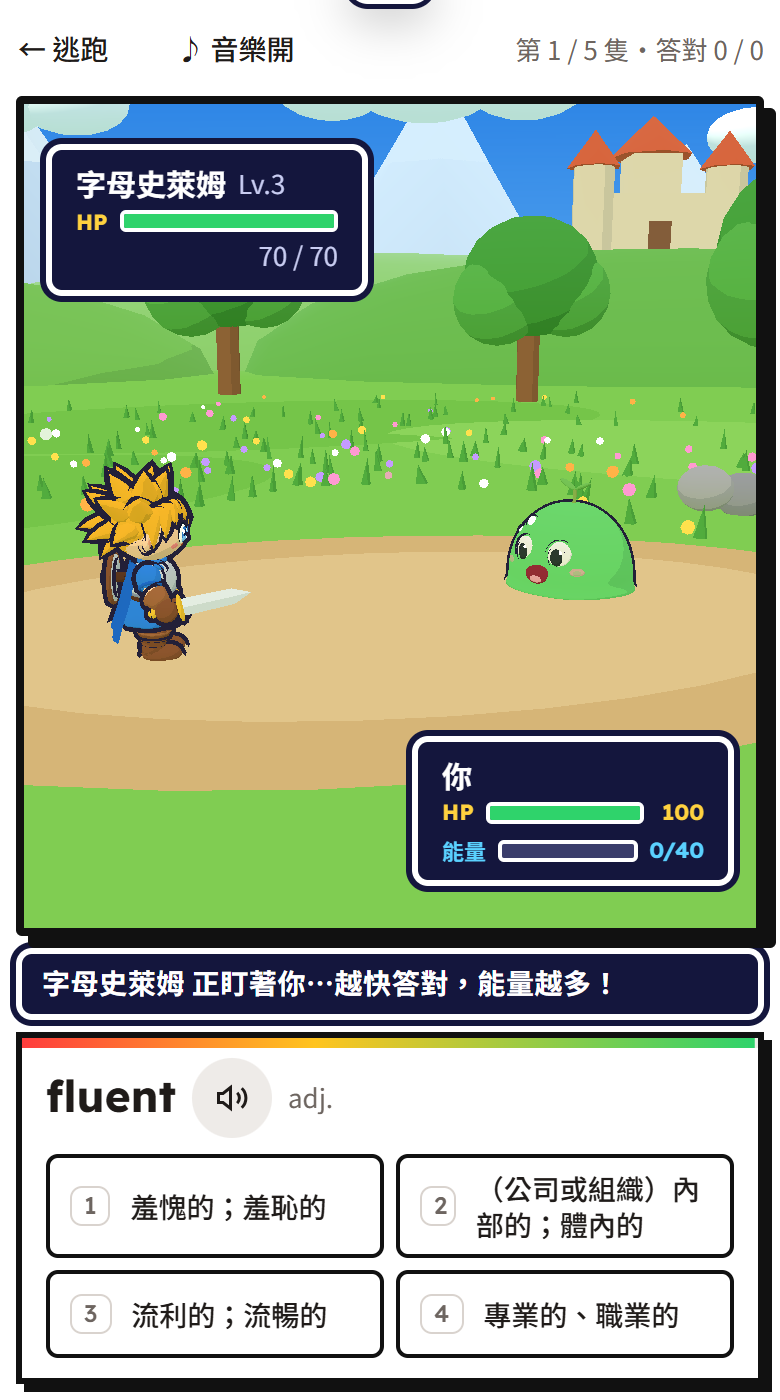 ← 逃跑
♪ 音樂開
第 1 / 5 隻・答對 0 / 0
字母史萊姆 Lv.3
HP
70 / 70
你
HP 100
能量 0/40
字母史萊姆 正盯著你…越快答對，能量越多！
fluent adj.
1 羞愧的；羞恥的
2 （公司或組織）內
部的；體內的
3 流利的；流暢的
4 專業的、職業的